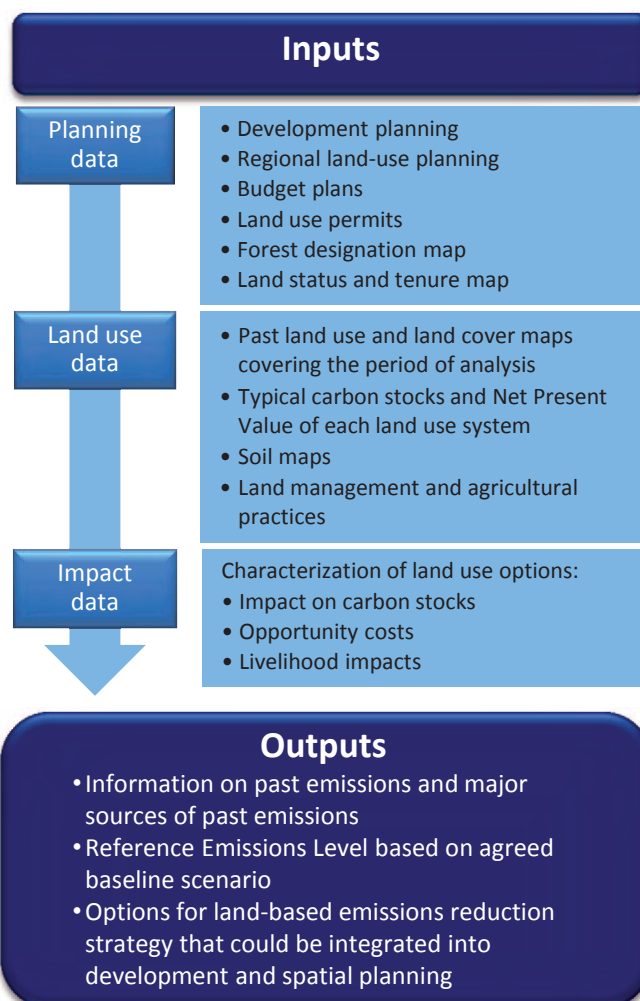 Inputs
Planning
data
• Development planning
• Regional land-use planning
• Budget plans
• Land use permits
• Forest designation map
• Land status and tenure map
Land use
data
• Past land use and land cover maps
covering the period of analysis
• Typical carbon stocks and Net Present
Value of each land use system
• Soil maps
• Land management and agricultural
practices
Impact
data
Characterization of land use options:
• Impact on carbon stocks
• Opportunity costs
• Livelihood impacts
Outputs
• Information on past emissions and major
sources of past emissions
• Reference Emissions Level based on agreed
baseline scenario
• Options for land-based emissions reduction
strategy that could be integrated into
development and spatial planning